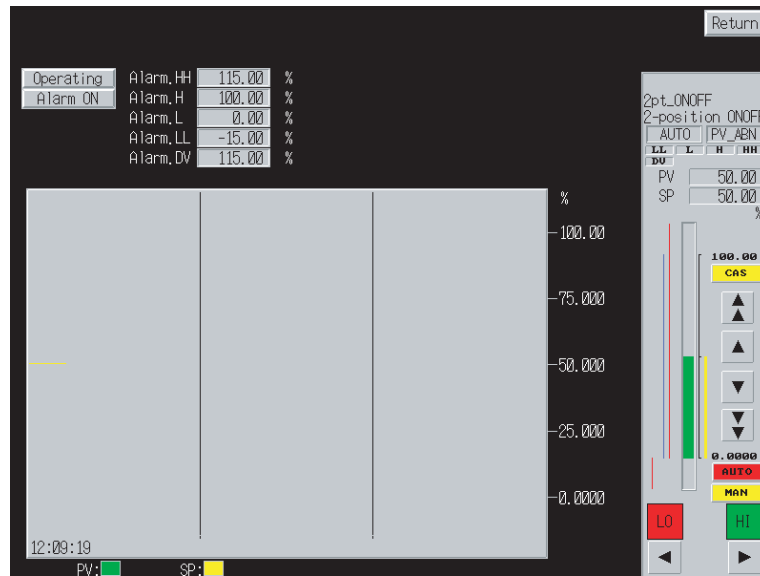 Return
Operating
Alarm ON
Alarm.HH 115.00 %
Alarm.H 100.00 %
Alarm.L 0.00 %
Alarm.LL -15.00 %
Alarm.DV 115.00 %
2pt_ONOFF
2-position ONOFF
AUTO PV_ABN
LL L H HH
DV
PV 50.00
SP 50.00
%
%
100.00
75.000
50.000
25.000
0.0000
100.00
CAS
0.0000
AUTO
MAN
LO HI
12:09:19
PV: SP: